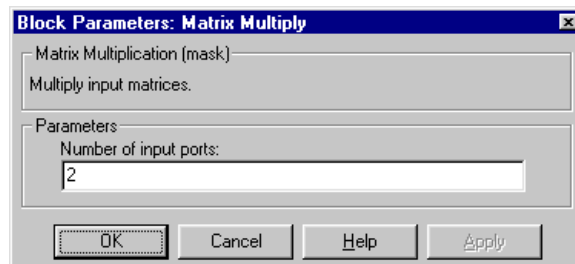 Block Parameters: Matrix Multiply
Matrix Multiplication (mask)
Multiply input matrices.
Parameters
Number of input ports:
2
OK Cancel Help Apply